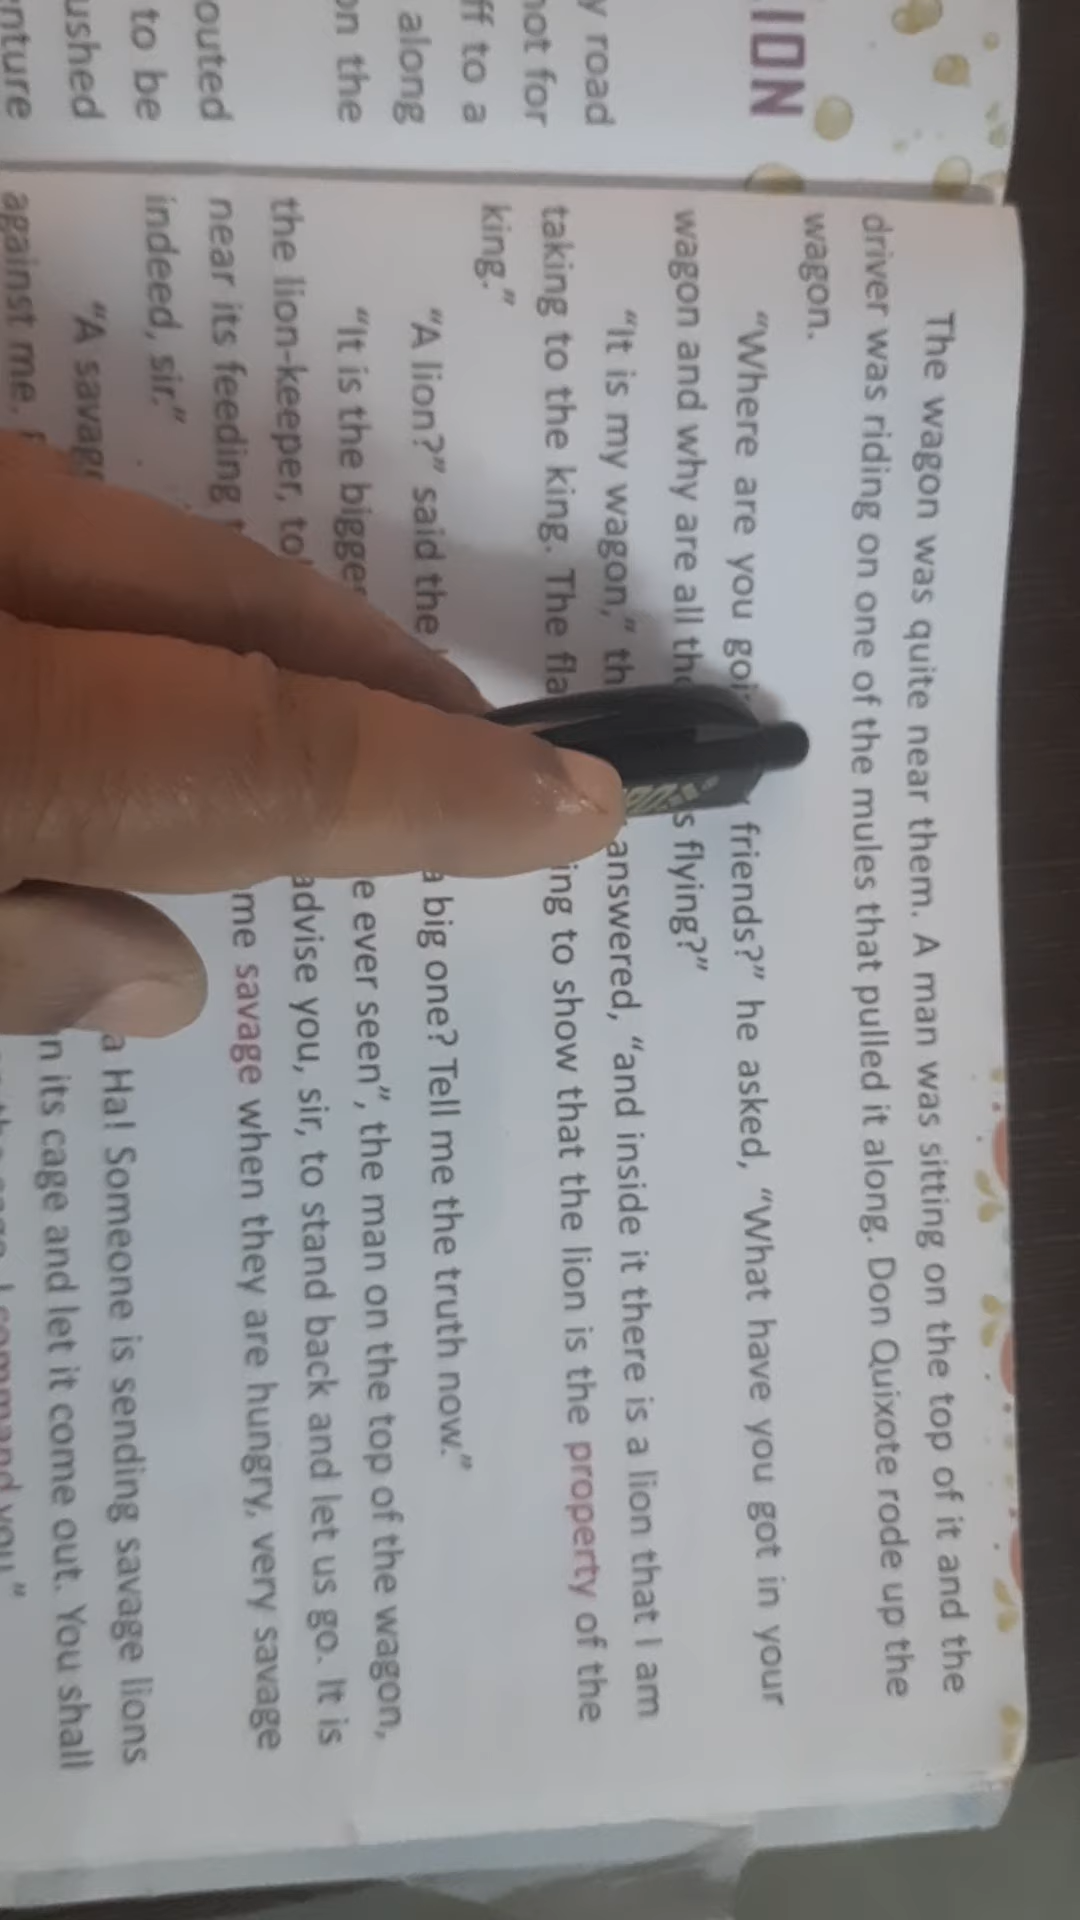 LION
y road
not for
ff to a
along
on the
outed
to be
ushed
nture
The wagon was quite near them. A man was sitting on the top of it and the
driver was riding on one of the mules that pulled it along. Don Quixote rode up the
wagon.
"Where are you friends?" he asked, "What have you got in your
wagon and why are all s flying?"
"It is my wagon," answered, "and inside it there is a lion that I am
taking to the king. The ing to show that the lion is the property of the
king."
"A lion?" said the a big one? Tell me the truth now."
"It is the e ever seen", the man on the top of the wagon,
the lion-keeper, advise you, sir, to stand back and let us go. It is
near its feeding me savage when they are hungry, very savage
indeed, sir."
"A a Ha! Someone is sending savage lions
against me. n its cage and let it come out. You shall
command you."